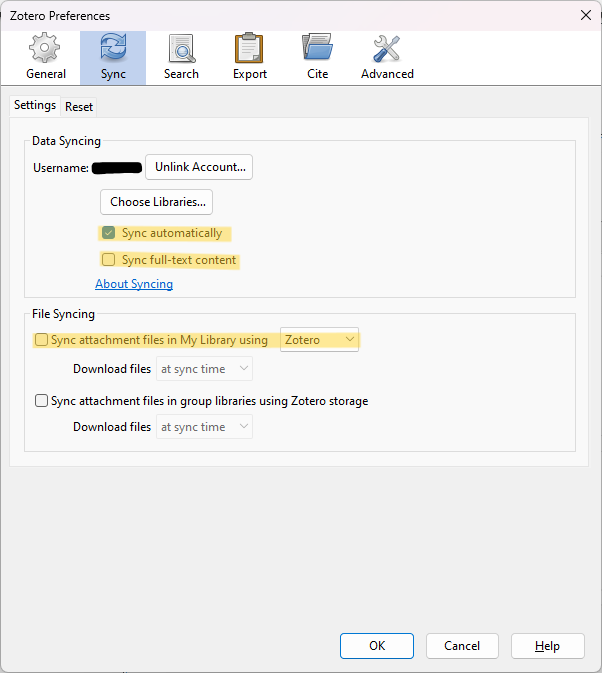 Zotero Preferences
General Sync Search Export Cite Advanced
Settings Reset
Data Syncing
Username: Unlink Account...
Choose Libraries...
Sync automatically
Sync full-text content
About Syncing
File Syncing
Sync attachment files in My Library using Zotero
Download files at sync time
Sync attachment files in group libraries using Zotero storage
Download files at sync time
OK Cancel Help